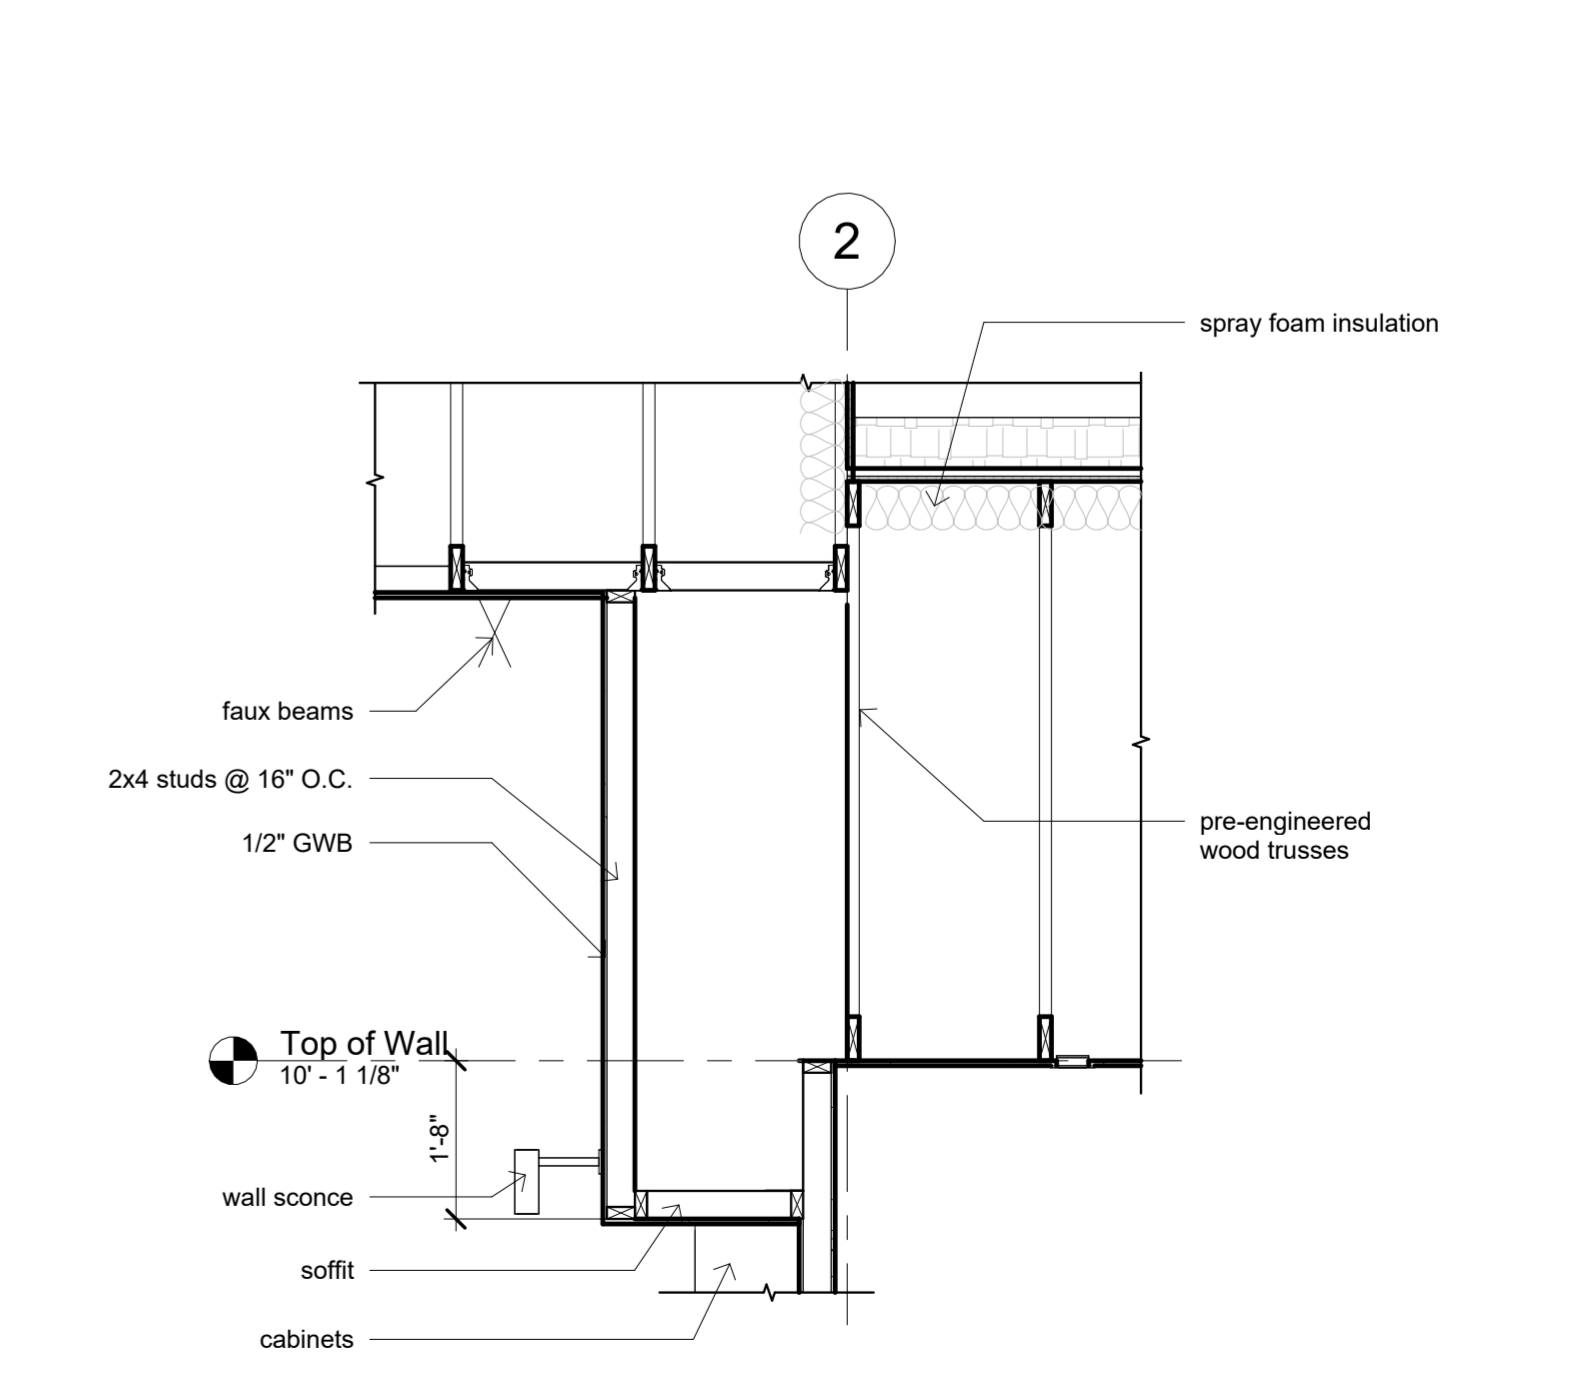 2
spray foam insulation
faux beams
2x4 studs @ 16" O.C.
1/2" GWB
pre-engineered
wood trusses
Top of Wall
10' - 1 1/8"
1'-8"
wall sconce
soffit
cabinets